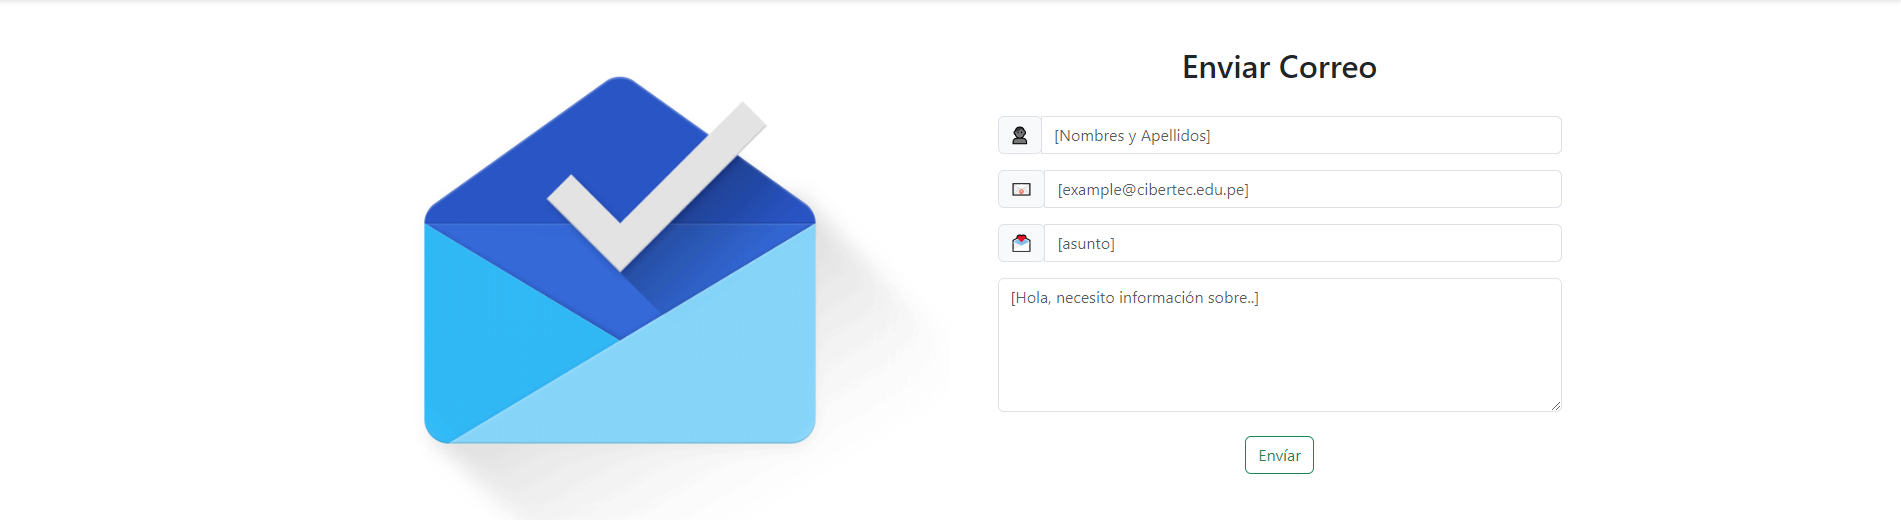 Enviar Correo
[Nombres y Apellidos]
[example@cibertec.edu.pe]
[asunto]
[Hola, necesito información sobre..]
Envíar